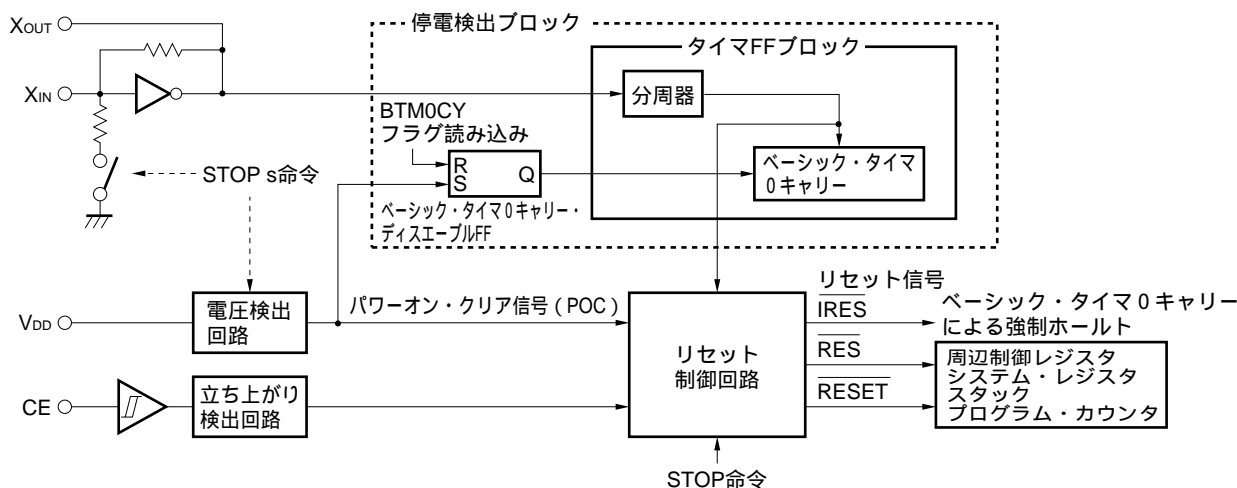 XOUT
XIN
停電検出ブロック
タイマFFブロック
分周器
BTM0CY
フラグ読み込み
R
S
Q
ベーシック・タイマ
0キャリー
STOP s命令
ベーシック・タイマ0キャリー・
ディスエーブルFF
VDD
電圧検出
回路
パワーオン・クリア信号(POC)
CE
立ち上がり
検出回路
リセット
制御回路
STOP命令
リセット信号
IRES
RES
RESET
ベーシック・タイマ0キャリー
による強制ホールト
周辺制御レジスタ
システム・レジスタ
スタック
プログラム・カウンタ